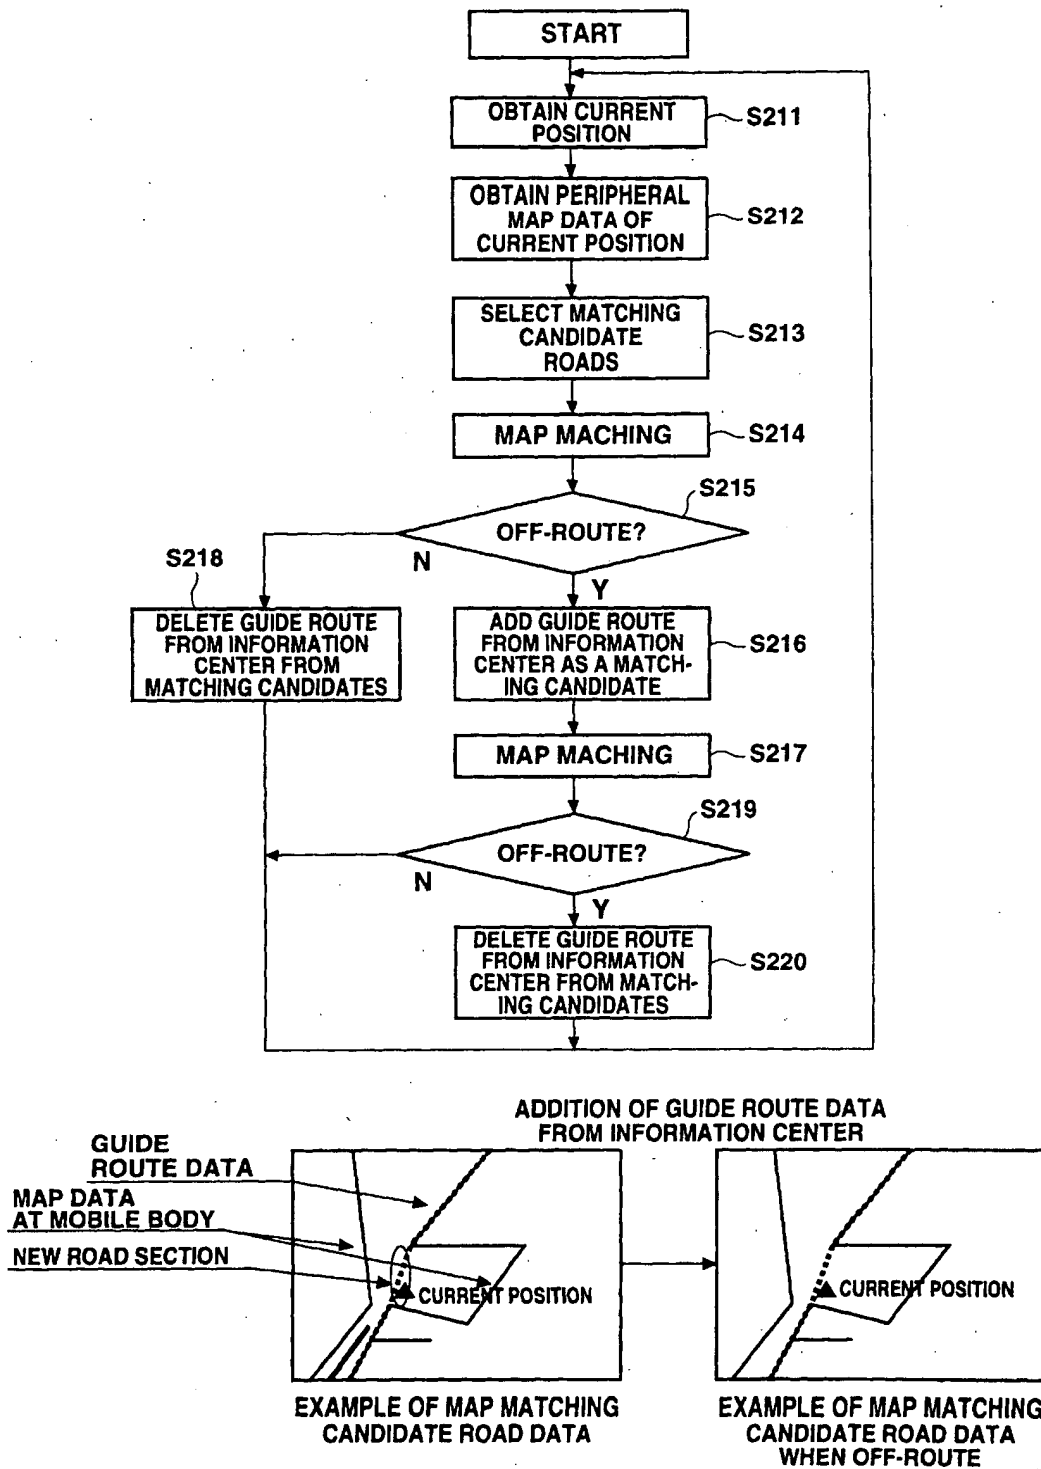 START
OBTAIN CURRENT
POSITION
S211
OBTAIN PERIPHERAL
MAP DATA OF
CURRENT POSITION
S212
SELECT MATCHING
CANDIDATE
ROADS
S213
MAP MACHING
S214
S215
OFF-ROUTE?
N
Y
S218
DELETE GUIDE ROUTE
FROM INFORMATION
CENTER FROM
MATCHING CANDIDATES
ADD GUIDE ROUTE
FROM INFORMATION
CENTER AS A MATCH-
ING CANDIDATE
S216
MAP MACHING
S217
S219
OFF-ROUTE?
N
Y
DELETE GUIDE ROUTE
FROM INFORMATION
CENTER FROM MATCH-
ING CANDIDATES
S220
ADDITION OF GUIDE ROUTE DATA
FROM INFORMATION CENTER
GUIDE
ROUTE DATA
MAP DATA
AT MOBILE BODY
NEW ROAD SECTION
CURRENT POSITION
CURRENT POSITION
EXAMPLE OF MAP MATCHING
CANDIDATE ROAD DATA
EXAMPLE OF MAP MATCHING
CANDIDATE ROAD DATA
WHEN OFF-ROUTE